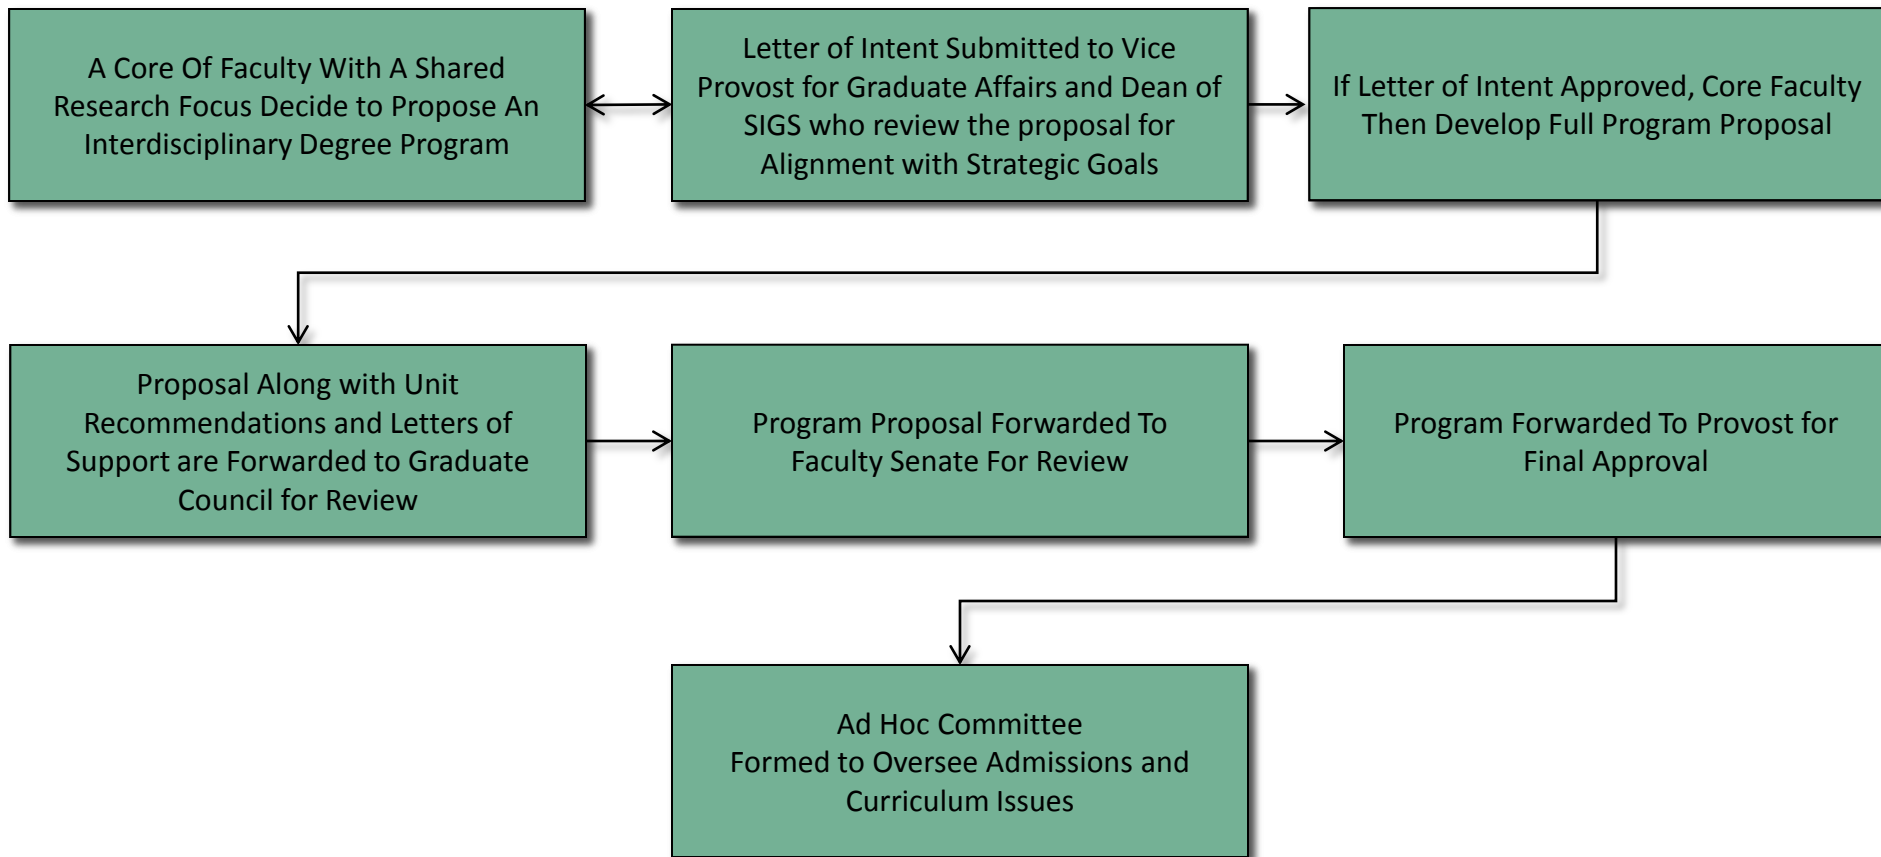 A Core Of Faculty With A Shared
Research Focus Decide to Propose An
Interdisciplinary Degree Program
Letter of Intent Submitted to Vice
Provost for Graduate Affairs and Dean of
SIGS who review the proposal for
Alignment with Strategic Goals
If Letter of Intent Approved, Core Faculty
Then Develop Full Program Proposal
Proposal Along with Unit
Recommendations and Letters of
Support are Forwarded to Graduate
Council for Review
Program Proposal Forwarded To
Faculty Senate For Review
Program Forwarded To Provost for
Final Approval
Ad Hoc Committee
Formed to Oversee Admissions and
Curriculum Issues